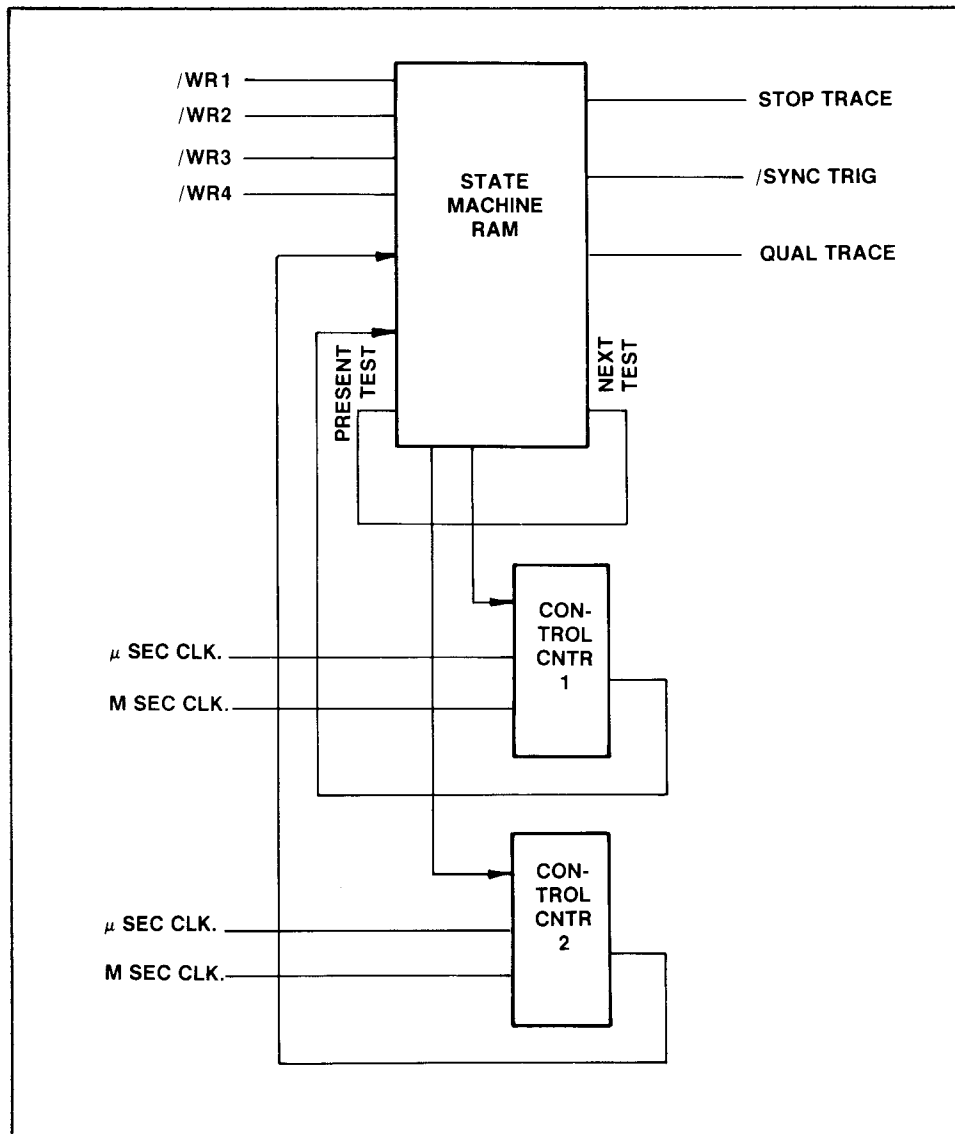 /WR1
/WR2
/WR3
/WR4
STATE
MACHINE
RAM
STOP TRACE
/SYNC TRIG
QUAL TRACE
PRESENT
TEST
NEXT
TEST
CON-
TROL
CNTR
1
μ SEC CLK.
M SEC CLK.
CON-
TROL
CNTR
2
μ SEC CLK.
M SEC CLK.